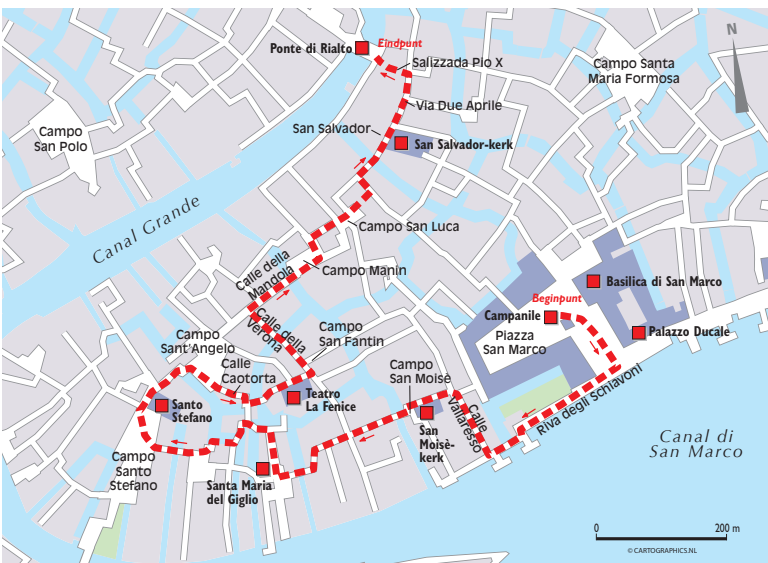 Ponte di Rialto
Eindpunt
Salizzada PIo X
N
Campo Santa
Maria Formosa
Via Due Aprile
Campo
San Polo
San Salvador
San Salvador-kerk
Canal Grande
Campo San Luca
Calle della
Mandola
Campo Manin
Basilica di San Marco
Beginpunt
Campanile
Piazza
San Marco
Palazzo Ducale
Calle della
Verona
Campo
San Fantin
Campo
Sant'Angelo
Calle
Caotorta
Campo
San Moisè
Teatro
La Fenice
Santo
Stefano
Calle
Vallaresso
Riva degli Schiavoni
San
Moisè-
kerk
Canal di
San Marco
Campo
Santo
Stefano
Santa Maria
del Giglio
0 200 m
© CARTOGRAPHICS.NL